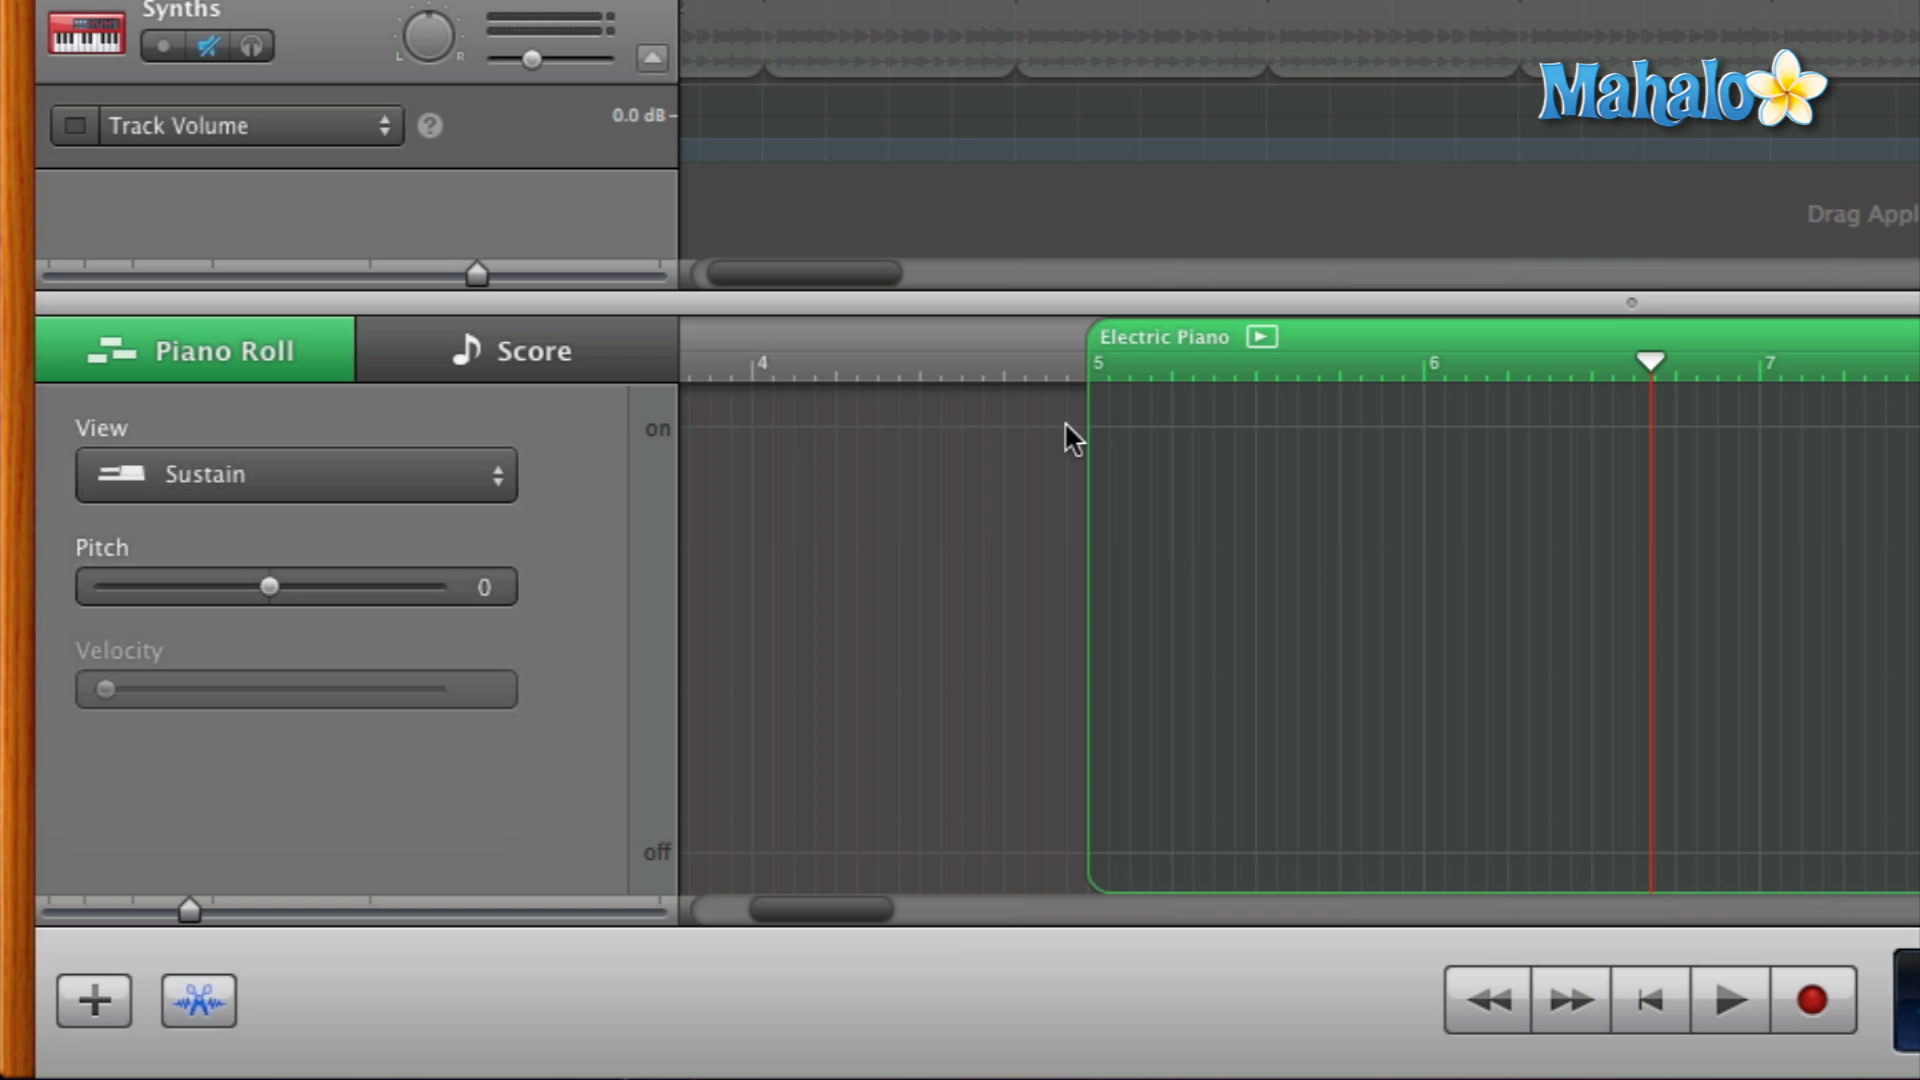 Synths
L R
Mahalo
Track Volume
?
0.0 dB
Drag Appl
Piano Roll
Score
Electric Piano
4 5 6 7
View
on
Sustain
Pitch
0
Velocity
off